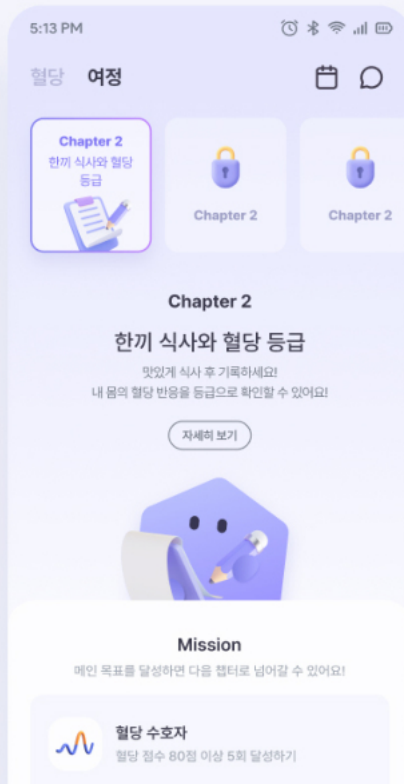 5:13 PM
혈당 여정
Chapter 2
한끼 식사와 혈당
등급
Chapter 2
Chapter 2
Chapter 2
한끼 식사와 혈당 등급
맛있게 식사 후 기록하세요!
내 몸의 혈당 반응을 등급으로 확인할 수 있어요!
자세히 보기
Mission
메인 목표를 달성하면 다음 챕터로 넘어갈 수 있어요!
혈당 수호자
혈당 점수 80점 이상 5회 달성하기